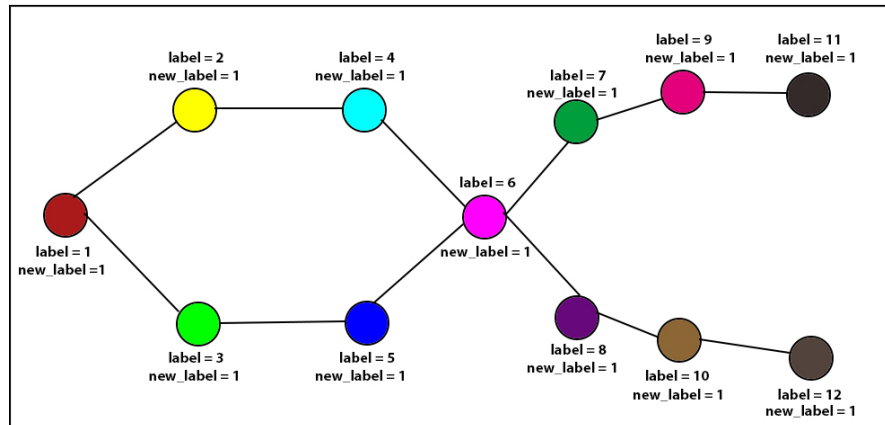 label = 2
new_label = 1
label = 4
new_label = 1
label = 7
new_label = 1
label = 9
new_label = 1
label = 11
new_label = 1
label = 1
new_label =1
label = 6
new_label = 1
label = 3
new_label = 1
label = 5
new_label = 1
label = 8
new_label = 1
label = 10
new_label = 1
label = 12
new_label = 1